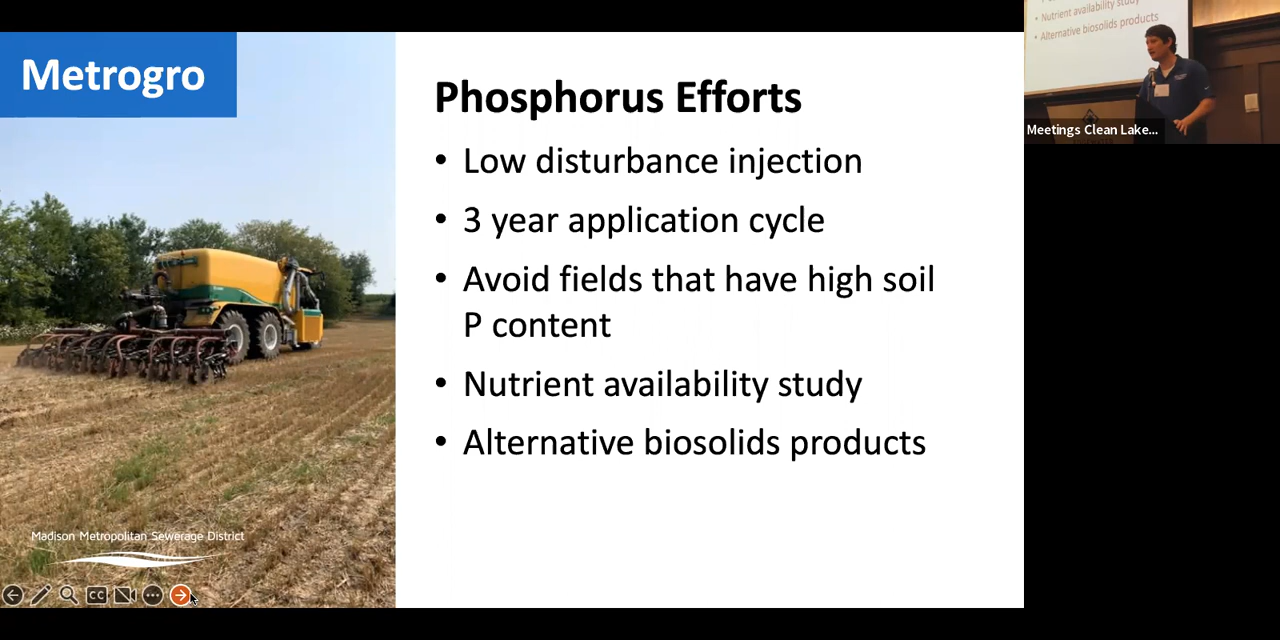 Metrogro
Phosphorus Efforts
• Low disturbance injection
• 3 year application cycle
• Avoid fields that have high soil
P content
• Nutrient availability study
• Alternative biosolids products
Madison Metropolitan Sewerage District
CC
• Nutrient availability study
• Alternative biosolids products
Meetings Clean Lake...